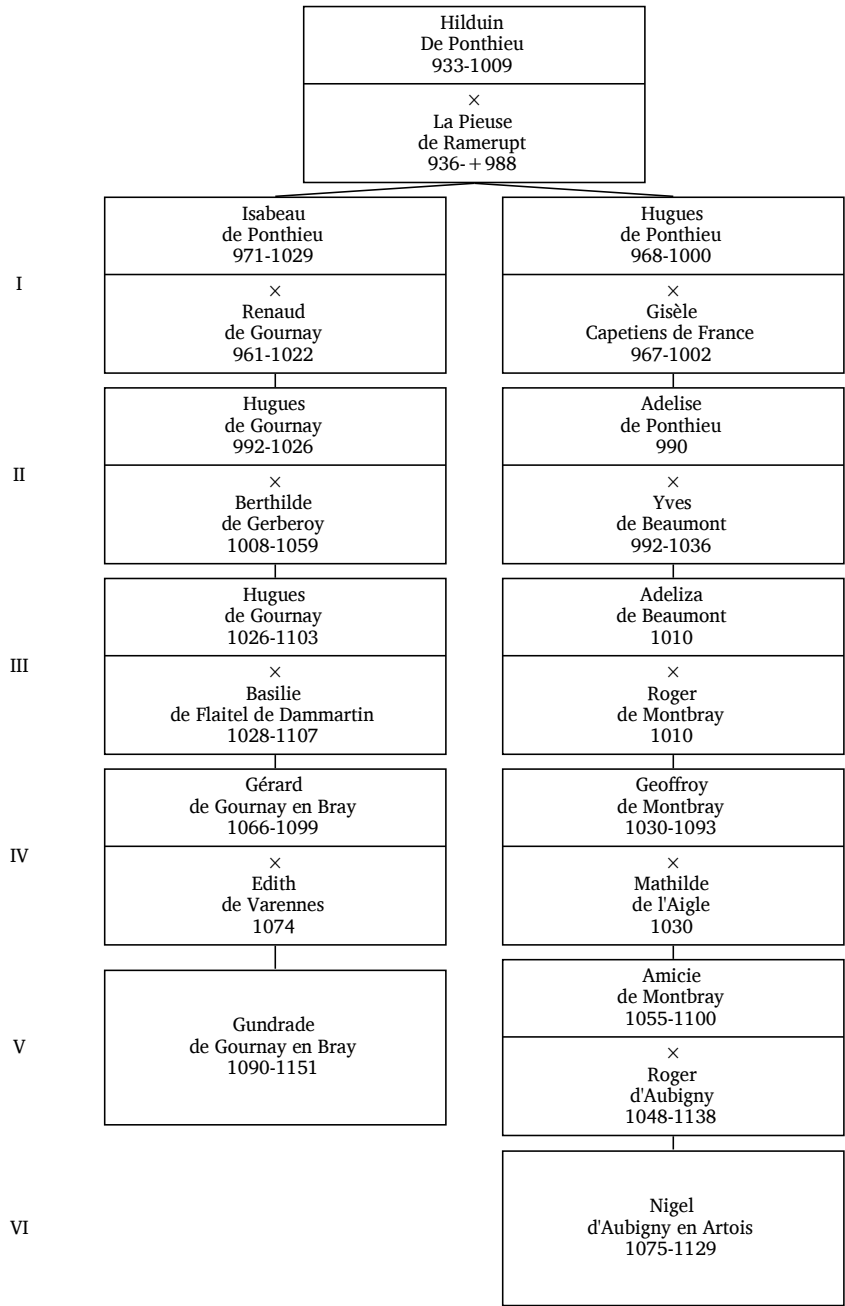 Hilduin
De Ponthieu
933-1009
×
La Pieuse
de Ramerupt
936-+988
I
Isabeau
de Ponthieu
971-1029
×
Renaud
de Gournay
961-1022
Hugues
de Ponthieu
968-1000
×
Gisèle
Capetiens de France
967-1002
II
Hugues
de Gournay
992-1026
×
Berthilde
de Gerberoy
1008-1059
Adelise
de Ponthieu
990
×
Yves
de Beaumont
992-1036
III
Hugues
de Gournay
1026-1103
×
Basilie
de Flaitel de Dammartin
1028-1107
Adeliza
de Beaumont
1010
×
Roger
de Montbray
1010
IV
Gérard
de Gournay en Bray
1066-1099
×
Edith
de Varennes
1074
Geoffroy
de Montbray
1030-1093
×
Mathilde
de l'Aigle
1030
V
Gundrade
de Gournay en Bray
1090-1151
Amicie
de Montbray
1055-1100
×
Roger
d'Aubigny
1048-1138
VI
Nigel
d'Aubigny en Artois
1075-1129